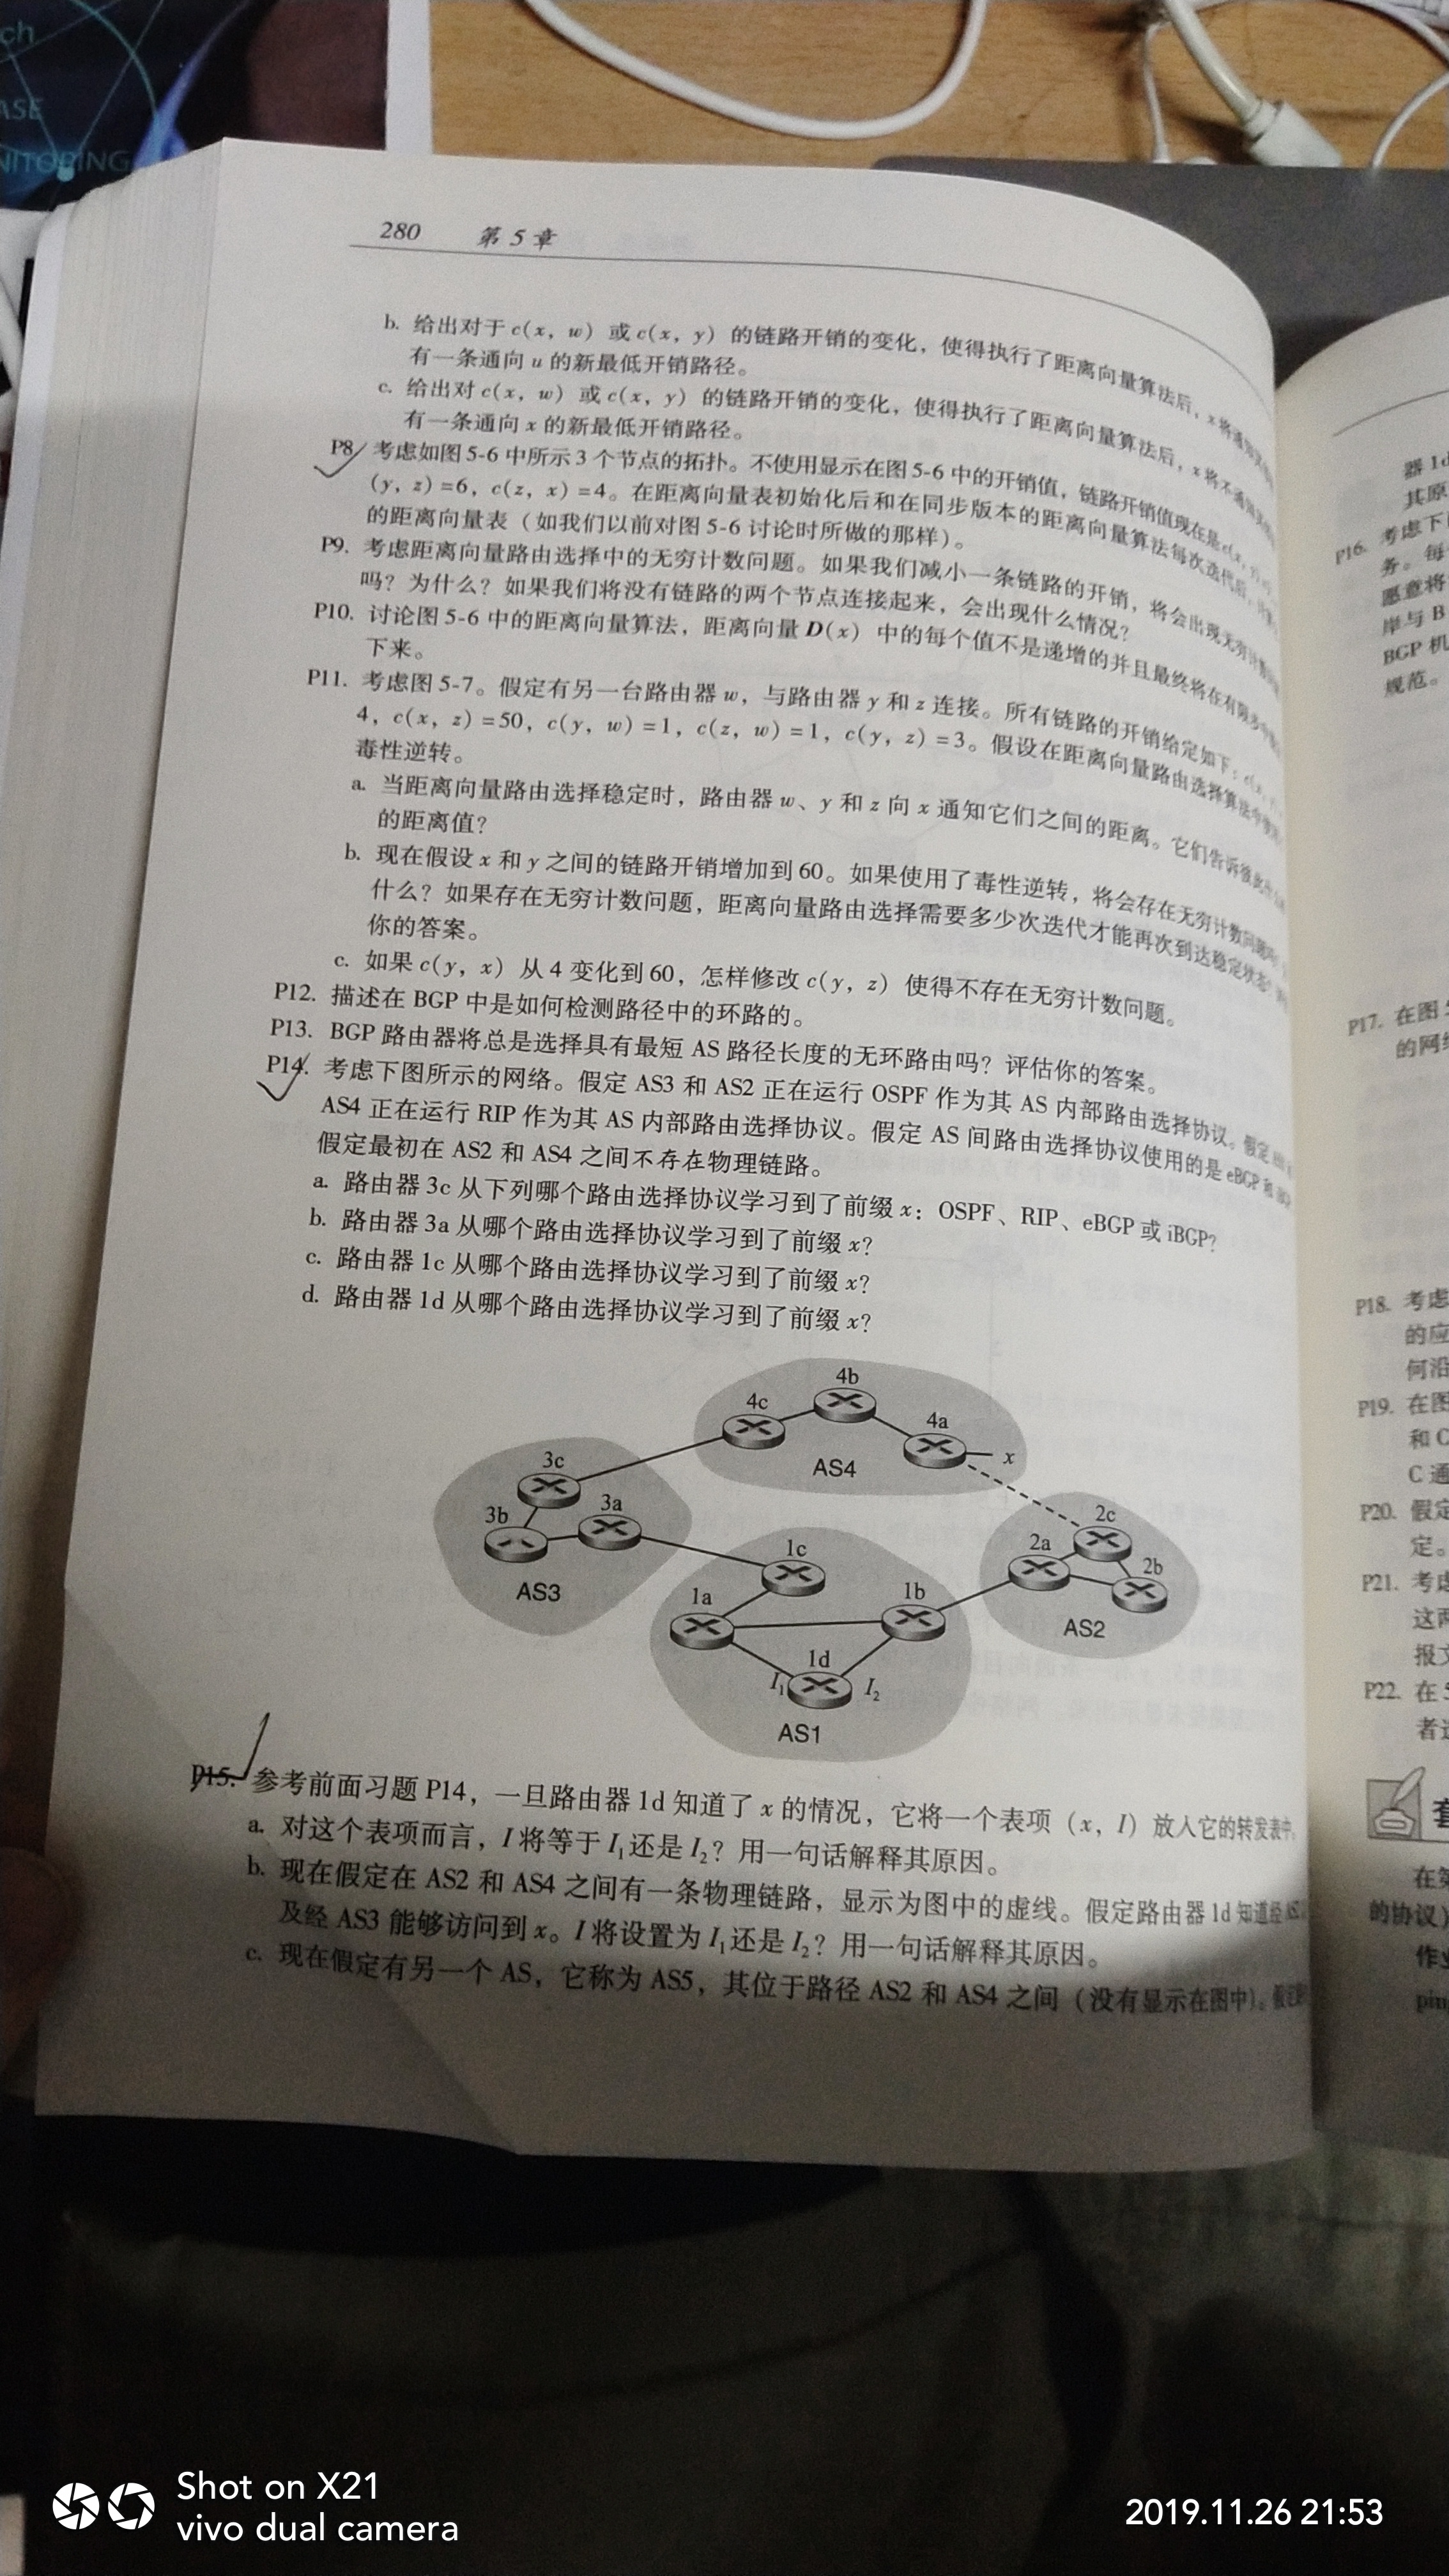 ch
ASE
NITORING
280 第5章
b. 给出对于 c(x, w) 或 c(x, y) 的链路开销的变化，使得执行了距离向量算法后，x 将通知
有一条通向 u 的新最低开销路径。
c. 给出对 c(x, w) 或 c(x, y) 的链路开销的变化，使得执行了距离向量算法后，x 将不通知
有一条通向 x 的新最低开销路径。
P8 考虑如图 5-6 中所示 3 个节点的拓扑。不使用显示在图 5-6 中的开销值，链路开销值现在是 c(x, y)
(y, z) =6, c(z, x) =4。在距离向量表初始化后和在同步版本的距离向量算法每次迭代后，
的距离向量表（如我们以前对图 5-6 讨论时所做的那样）。
P9. 考虑距离向量路由选择中的无穷计数问题。如果我们减小一条链路的开销，将会出现无穷计数
吗？为什么？如果我们将没有链路的两个节点连接起来，会出现什么情况？
P10. 讨论图 5-6 中的距离向量算法，距离向量 D(x) 中的每个值不是递增的并且最终将在有限步中
下来。
P11. 考虑图 5-7。假定有另一台路由器 w，与路由器 y 和 z 连接。所有链路的开销给定如下：
4, c(x, z) =50, c(y, w) =1, c(z, w) =1, c(y, z) =3。假设在距离向量路由选择算法中使用
毒性逆转。
a. 当距离向量路由选择稳定时，路由器 w、y 和 z 向 x 通知它们之间的距离。它们告诉彼此什么
的距离值？
b. 现在假设 x 和 y 之间的链路开销增加到 60。如果使用了毒性逆转，将会存在无穷计数问题吗？
什么？如果存在无穷计数问题，距离向量路由选择需要多少次迭代才能再次到达稳定状态？
你的答案。
c. 如果 c(y, x) 从 4 变化到 60，怎样修改 c(y, z) 使得不存在无穷计数问题。
P12. 描述在 BGP 中是如何检测路径中的环路的。
P13. BGP 路由器将总是选择具有最短 AS 路径长度的无环路由吗？评估你的答案。
P14. 考虑下图所示的网络。假定 AS3 和 AS2 正在运行 OSPF 作为其 AS 内部路由选择协议。假定
AS4 正在运行 RIP 作为其 AS 内部路由选择协议。假定 AS 间路由选择协议使用的是 eBGP 和
假定最初在 AS2 和 AS4 之间不存在物理链路。
a. 路由器 3c 从下列哪个路由选择协议学习到了前缀 x：OSPF、RIP、eBGP 或 iBGP?
b. 路由器 3a 从哪个路由选择协议学习到了前缀 x?
c. 路由器 1c 从哪个路由选择协议学习到了前缀 x?
d. 路由器 1d 从哪个路由选择协议学习到了前缀 x?
4b
4c
4a
x
AS4
3c
3b
3a
AS3
2c
2a
2b
AS2
1c
1a
1b
1d
I₁
I₂
AS1
P15. 参考前面习题 P14，一旦路由器 1d 知道了 x 的情况，它将一个表项 (x, I) 放入它的转发表中。
a. 对这个表项而言，I 将等于 I₁ 还是 I₂？用一句话解释其原因。
b. 现在假定在 AS2 和 AS4 之间有一条物理链路，显示为图中的虚线。假定路由器 1d 知道经 AS2
及经 AS3 能够访问到 x。I 将设置为 I₁ 还是 I₂？用一句话解释其原因。
c. 现在假定有另一个 AS，它称为 AS5，其位于路径 AS2 和 AS4 之间（没有显示在图中）。
器 1d
其原
P16. 考虑下
务。每
愿意将
岸与 B
BGP 机
规范。
P17. 在图
的网络
P18. 考虑
的应
何沿
P19. 在图
和 C
C 通
P20. 假定
定。
P21. 考虑
这两
报文
P22. 在
者
套
在第
的协议）
作业
pin
Shot on X21
vivo dual camera
2019.11.26 21:53